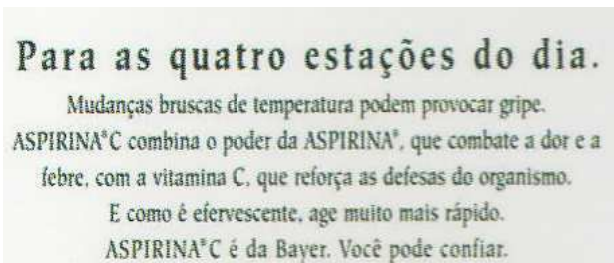 Para as quatro estações do dia.
Mudanças bruscas de temperatura podem provocar gripe.
ASPIRINA®C combina o poder da ASPIRINA®, que combate a dor e a
febre, com a vitamina C, que reforça as defesas do organismo.
E como é efervescente, age muito mais rápido.
ASPIRINA®C é da Bayer. Você pode confiar.